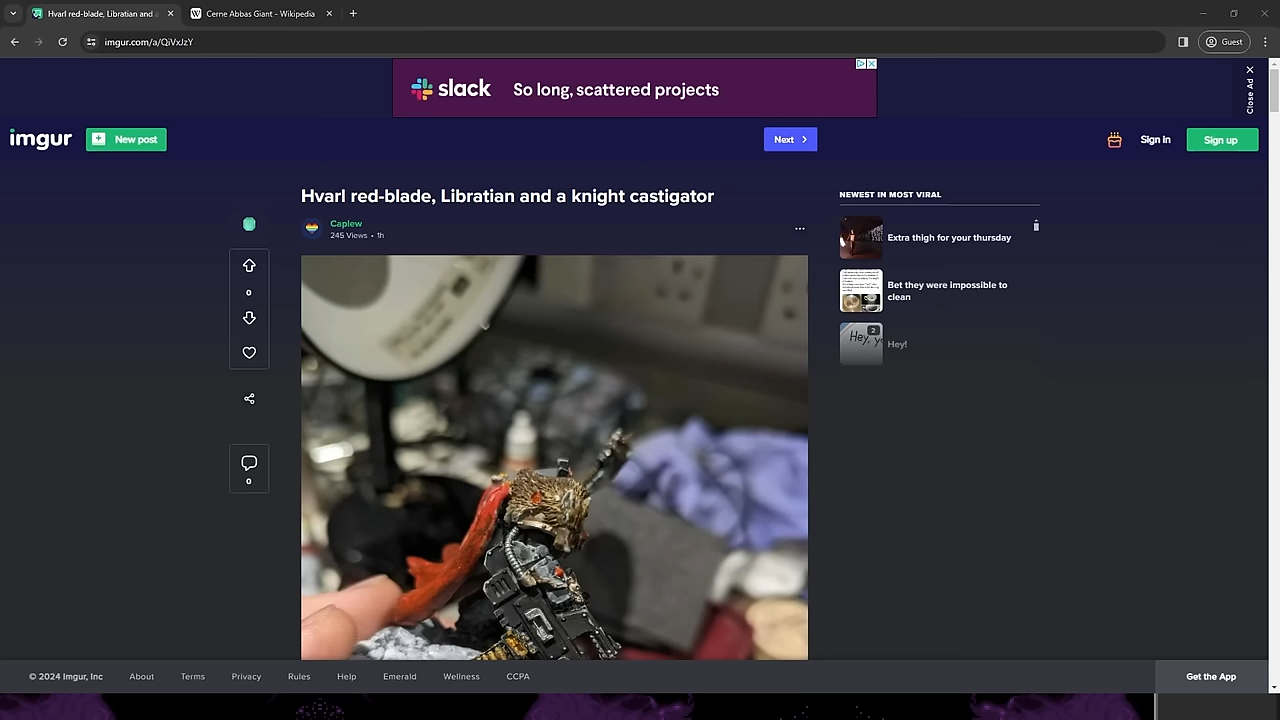 Hvarl red-blade, Libratian and a
Cerne Abbas Giant - Wikipedia
imgur.com/a/QiVxJzY
Guest
slack So long, scattered projects
Close Ad
imgur
New post
Next
Sign in
Sign up
Hvarl red-blade, Libratian and a knight castigator
Caplew
245 Views • 1h
0
0
NEWEST IN MOST VIRAL
Extra thigh for your thursday
Bet they were impossible to
clean
2
Hey, y
Hey!
© 2024 Imgur, Inc About Terms Privacy Rules Help Emerald Wellness CCPA
Get the App